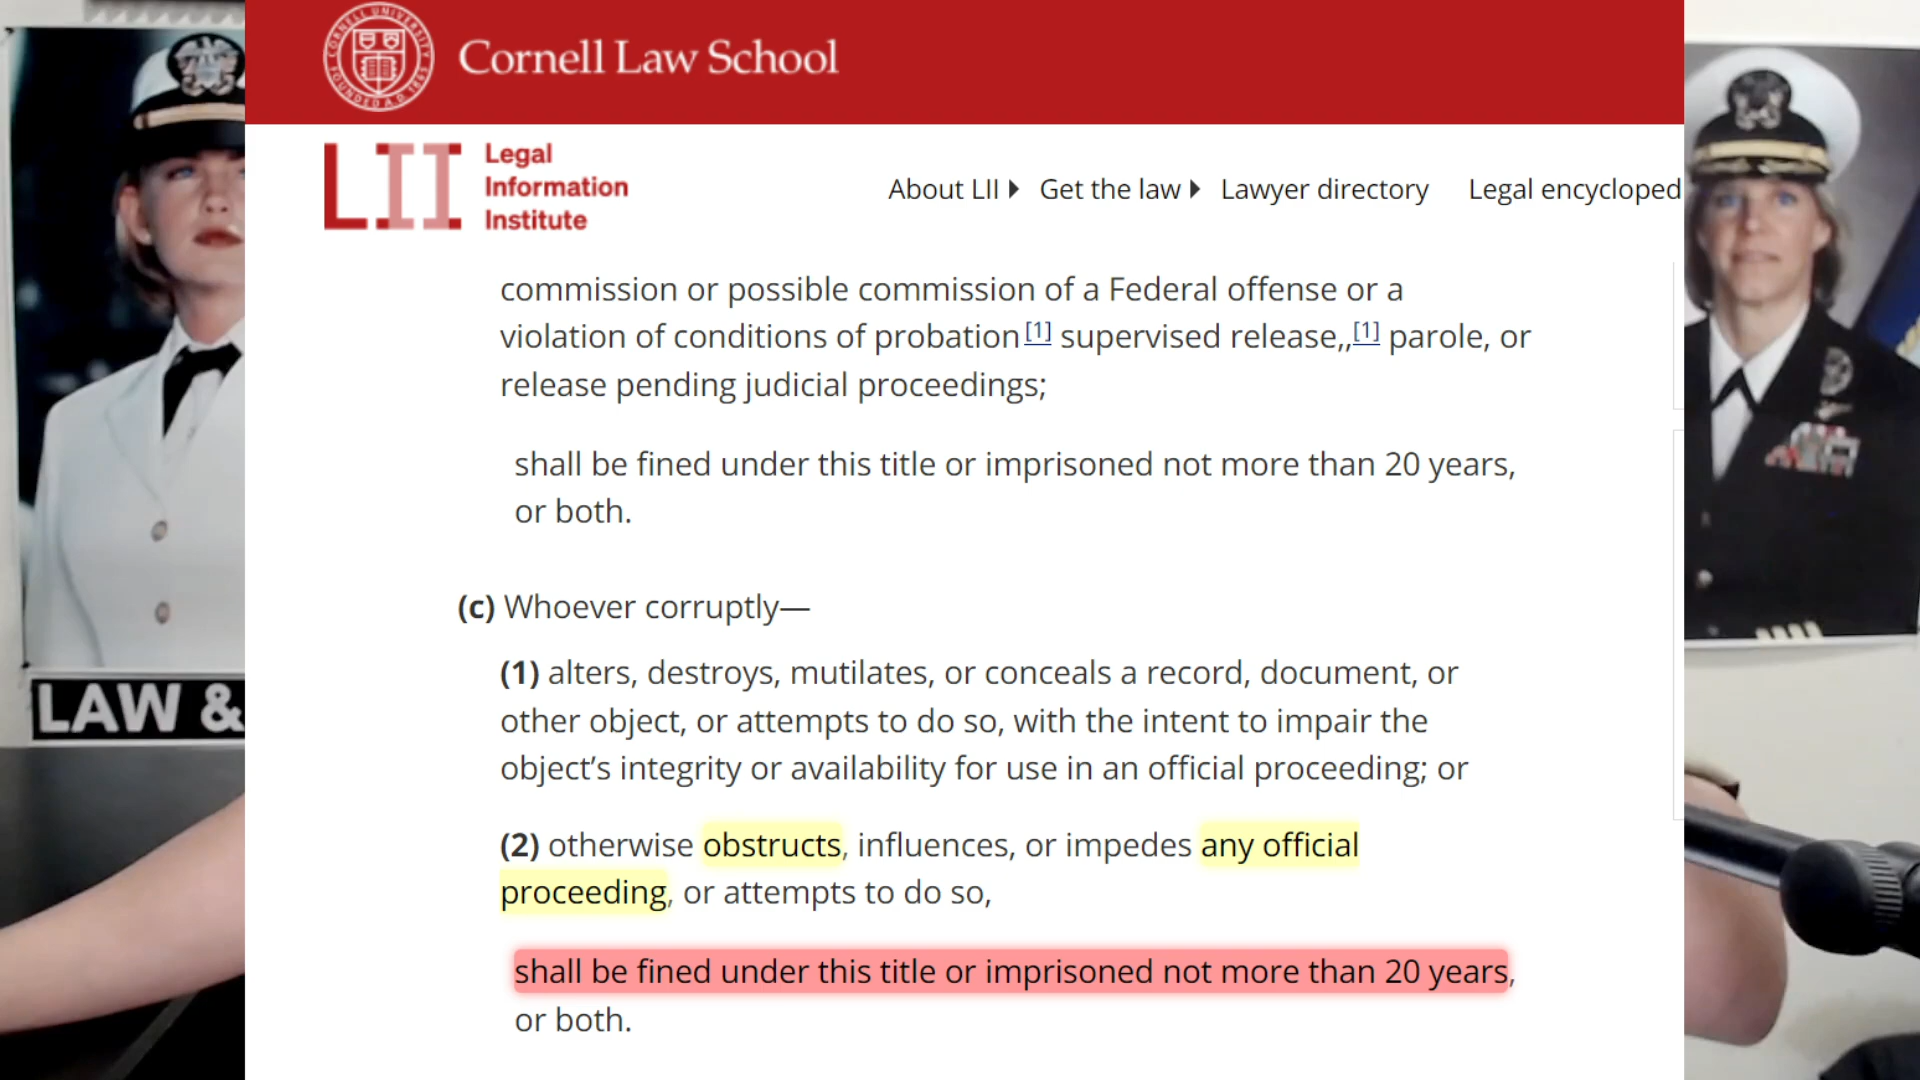 Cornell Law School
CORNELL UNIVERSITY
FOUNDED A.D. 1865
LII
Legal
Information
Institute
About LII
Get the law
Lawyer directory
Legal encycloped
commission or possible commission of a Federal offense or a
violation of conditions of probation [1] supervised release,,[1] parole, or
release pending judicial proceedings;
shall be fined under this title or imprisoned not more than 20 years,
or both.
(c) Whoever corruptly—
(1) alters, destroys, mutilates, or conceals a record, document, or
other object, or attempts to do so, with the intent to impair the
object’s integrity or availability for use in an official proceeding; or
(2) otherwise obstructs, influences, or impedes any official
proceeding, or attempts to do so,
shall be fined under this title or imprisoned not more than 20 years,
or both.
LAW &